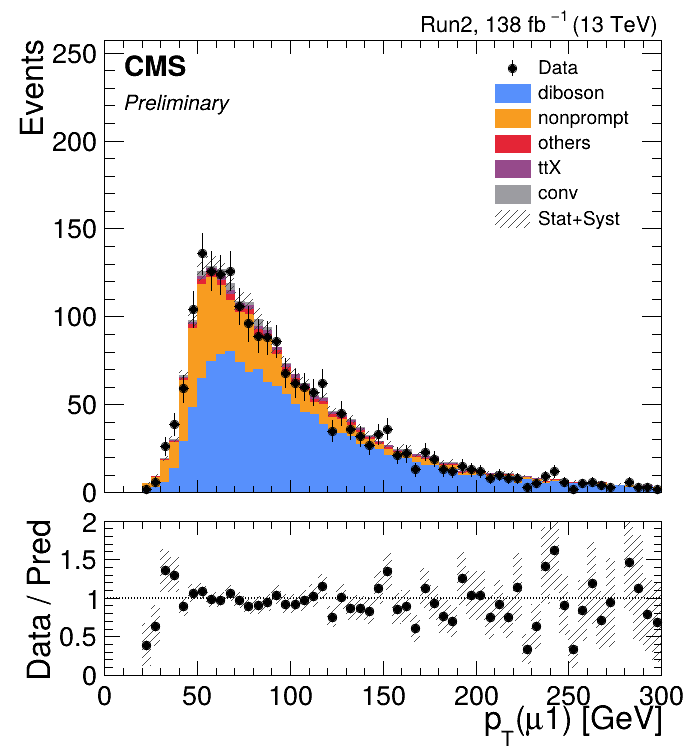 Run2, 138 fb⁻¹ (13 TeV)
CMS
Preliminary
Events
250
200
150
100
50
0
Data
diboson
nonprompt
others
ttX
conv
Stat+Syst
Data / Pred
2
1.5
1
0.5
0
0 50 100 150 200 250 300
p_T(μ1) [GeV]